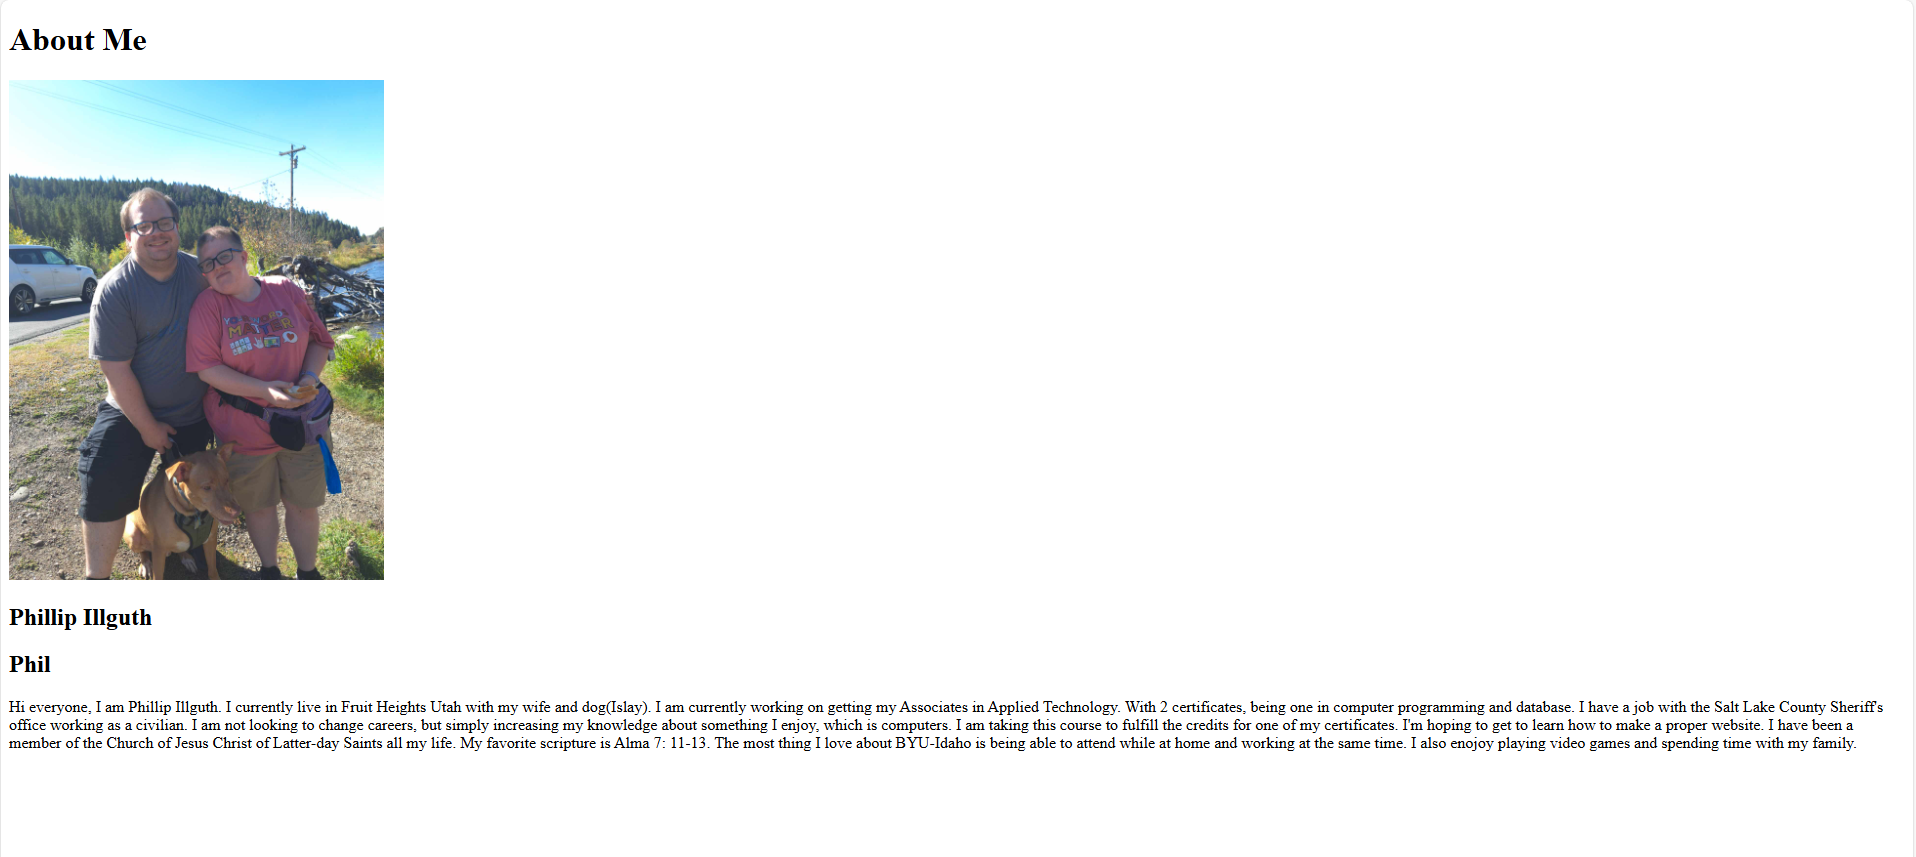 About Me
YOUR WORDS
MATTER
Phillip Illguth
Phil
Hi everyone, I am Phillip Illguth. I currently live in Fruit Heights Utah with my wife and dog(Islay). I am currently working on getting my Associates in Applied Technology. With 2 certificates, being one in computer programming and database. I have a job with the Salt Lake County Sheriff's
office working as a civilian. I am not looking to change careers, but simply increasing my knowledge about something I enjoy, which is computers. I am taking this course to fulfill the credits for one of my certificates. I'm hoping to get to learn how to make a proper website. I have been a
member of the Church of Jesus Christ of Latter-day Saints all my life. My favorite scripture is Alma 7: 11-13. The most thing I love about BYU-Idaho is being able to attend while at home and working at the same time. I also enojoy playing video games and spending time with my family.